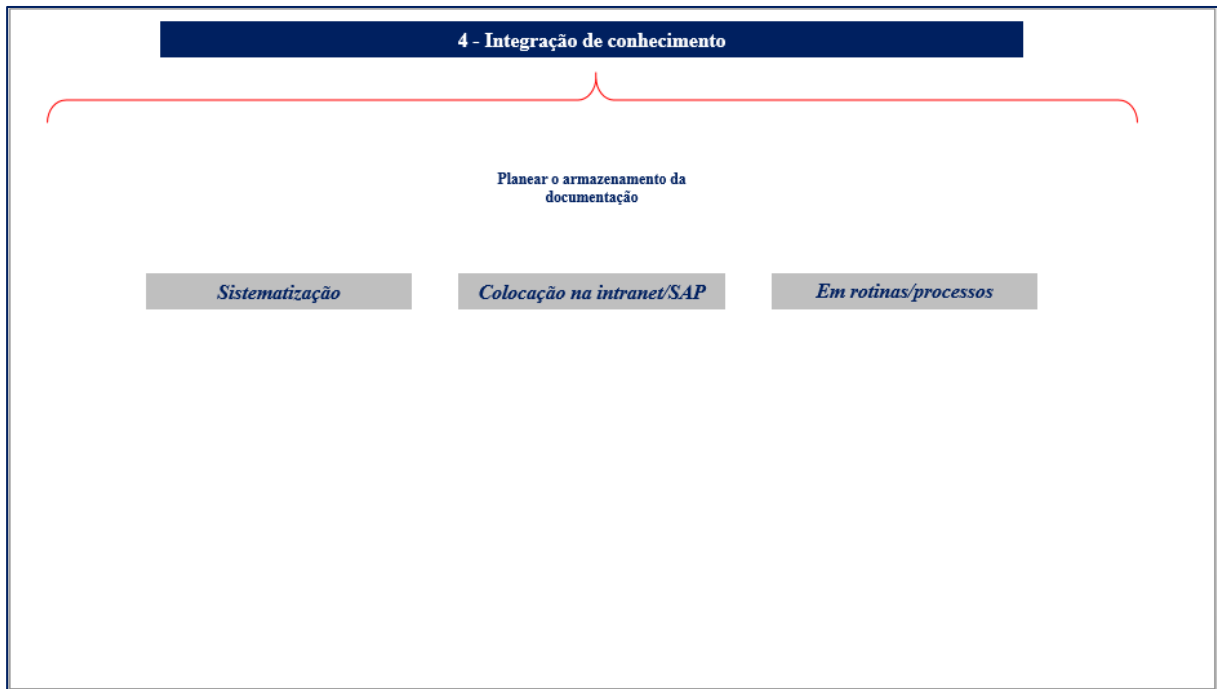 4 - Integração de conhecimento
Planear o armazenamento da
documentação
Sistematização
Colocação na intranet/SAP
Em rotinas/processos